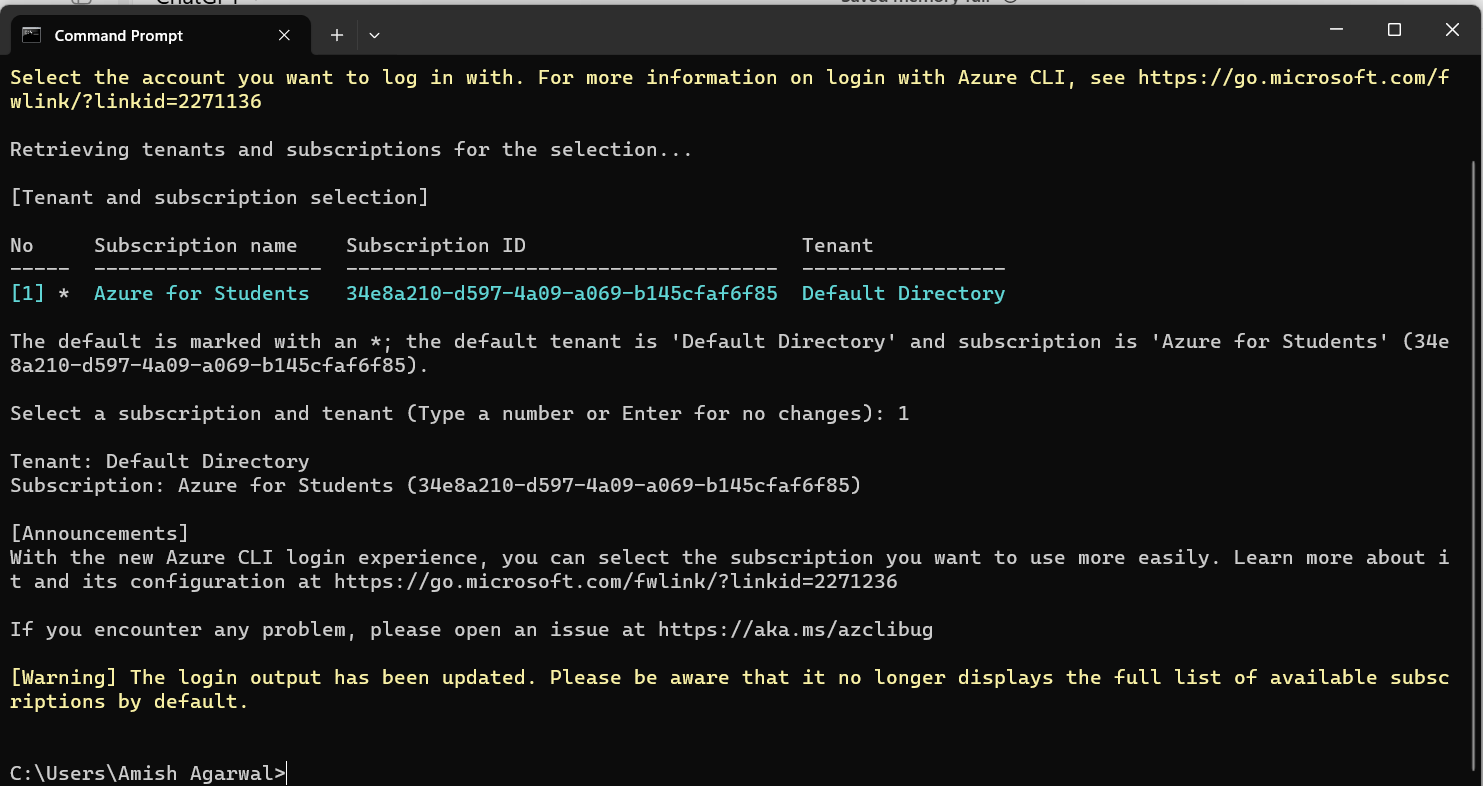 Command Prompt
Select the account you want to log in with. For more information on login with Azure CLI, see https://go.microsoft.com/f
wlink/?linkid=2271136
Retrieving tenants and subscriptions for the selection...
[Tenant and subscription selection]
No     Subscription name    Subscription ID                       Tenant
-----  -------------------  ------------------------------------  -----------------
[1] *  Azure for Students   34e8a210-d597-4a09-a069-b145cfaf6f85  Default Directory
The default is marked with an *; the default tenant is 'Default Directory' and subscription is 'Azure for Students' (34e
8a210-d597-4a09-a069-b145cfaf6f85).
Select a subscription and tenant (Type a number or Enter for no changes): 1
Tenant: Default Directory
Subscription: Azure for Students (34e8a210-d597-4a09-a069-b145cfaf6f85)
[Announcements]
With the new Azure CLI login experience, you can select the subscription you want to use more easily. Learn more about i
t and its configuration at https://go.microsoft.com/fwlink/?linkid=2271236
If you encounter any problem, please open an issue at https://aka.ms/azclibug
[Warning] The login output has been updated. Please be aware that it no longer displays the full list of available subsc
riptions by default.
C:\Users\Amish Agarwal>